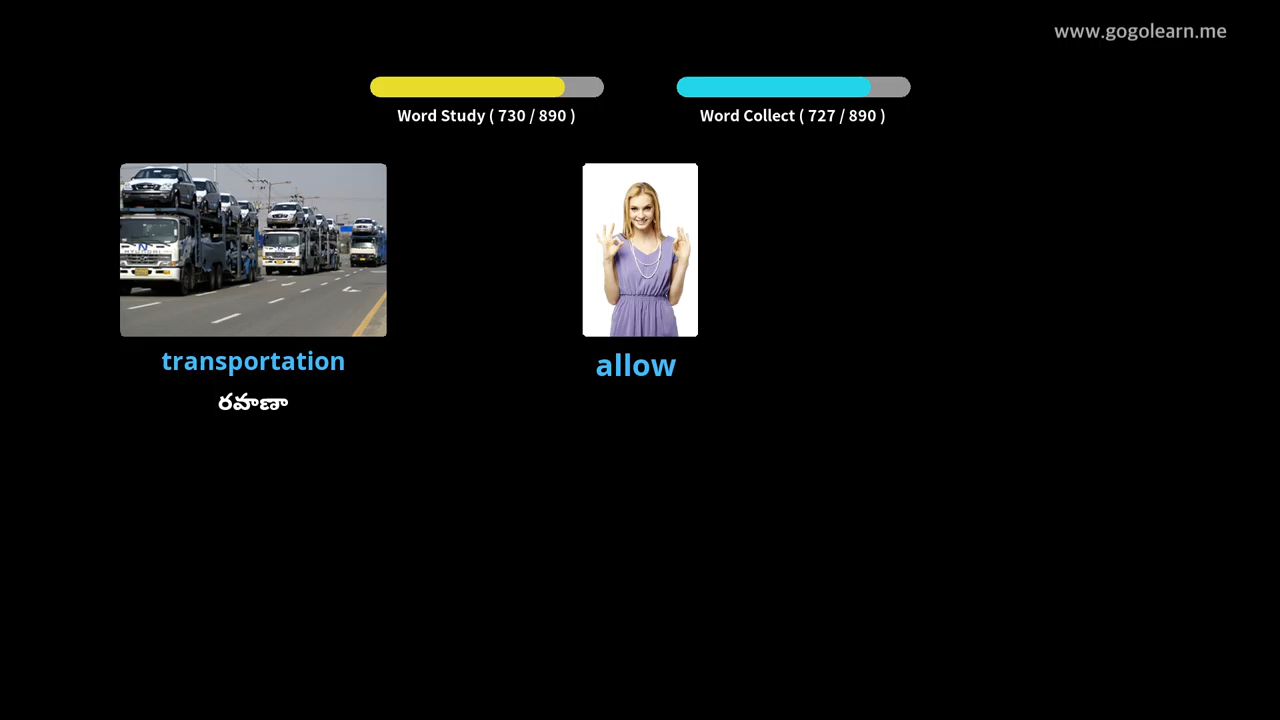 www.gogolearn.me
Word Study ( 730 / 890 )
Word Collect ( 727 / 890 )
transportation
రవాణా
allow